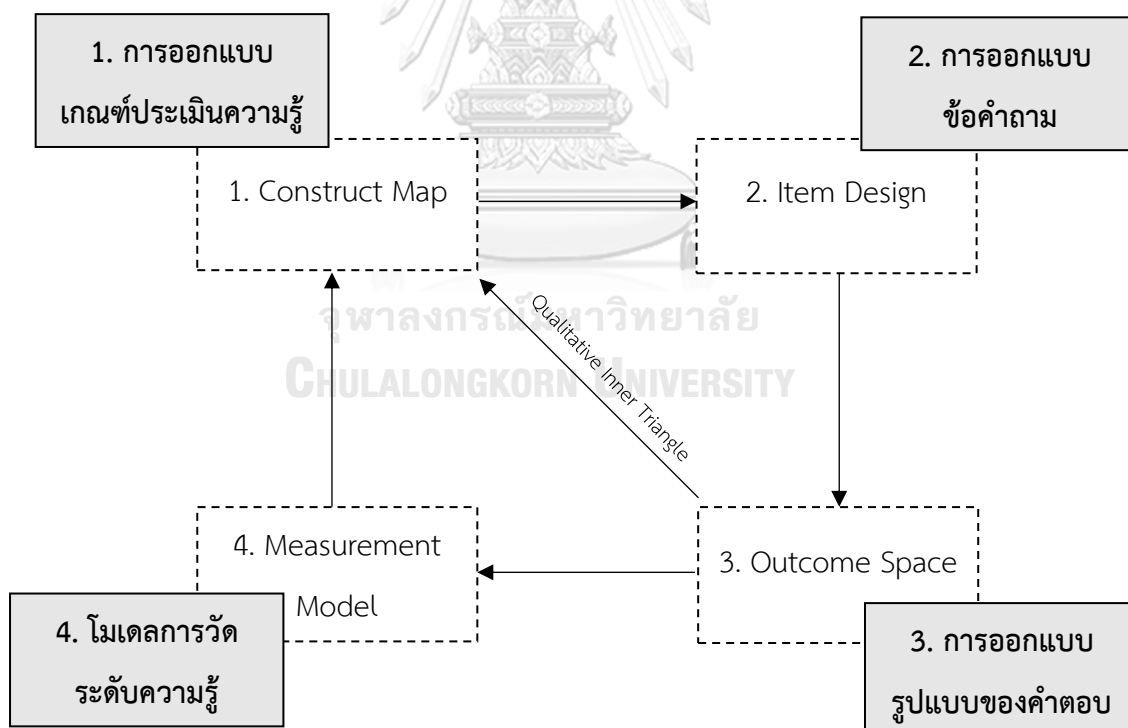 1. การออกแบบ
เกณฑ์ประเมินความรู้
2. การออกแบบ
ข้อคำถาม
1. Construct Map
2. Item Design
จุฬาลงกรณ์มหาวิทยาลัย
CHULALONGKORN UNIVERSITY
Qualitative Inner Triangle
4. Measurement
Model
3. Outcome Space
4. โมเดลการวัด
ระดับความรู้
3. การออกแบบ
รูปแบบของคำตอบ